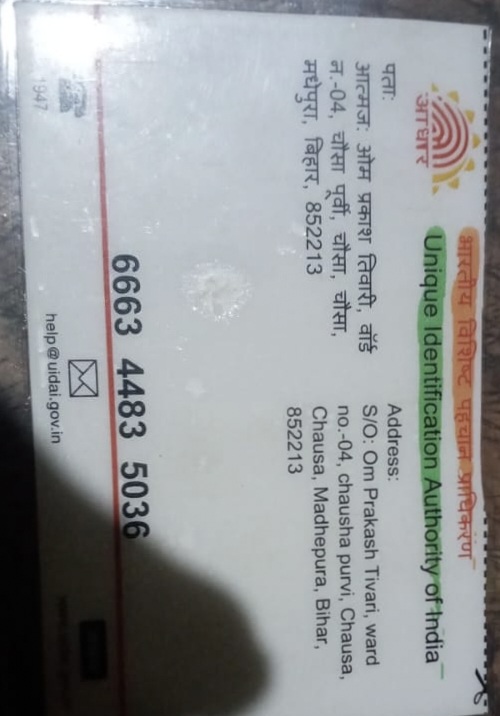 भारतीय विशिष्ट पहचान प्राधिकरण
Unique Identification Authority of India
आधार
पता:
आत्मज: ओम प्रकाश तिवारी, वॉर्ड
न.-04, चौसा पूर्वी, चौसा, चौसा,
मधेपुरा, बिहार, 852213
Address:
S/O: Om Prakash Tivari, ward
no.-04, chausha purvi, Chausa,
Chausa, Madhepura, Bihar,
852213
6663 4483 5036
1947
help@uidai.gov.in